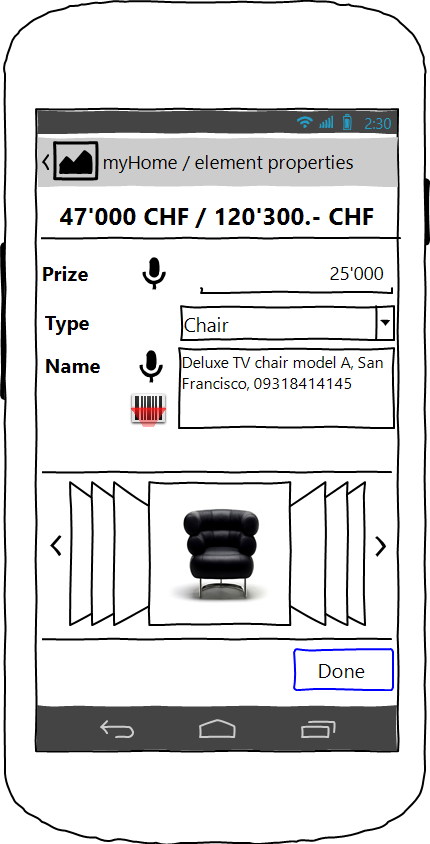 2:30
myHome / element properties
47'000 CHF / 120'300.- CHF
Prize
25'000
Type
Chair
Name
Deluxe TV chair model A, San
Francisco, 09318414145
Done